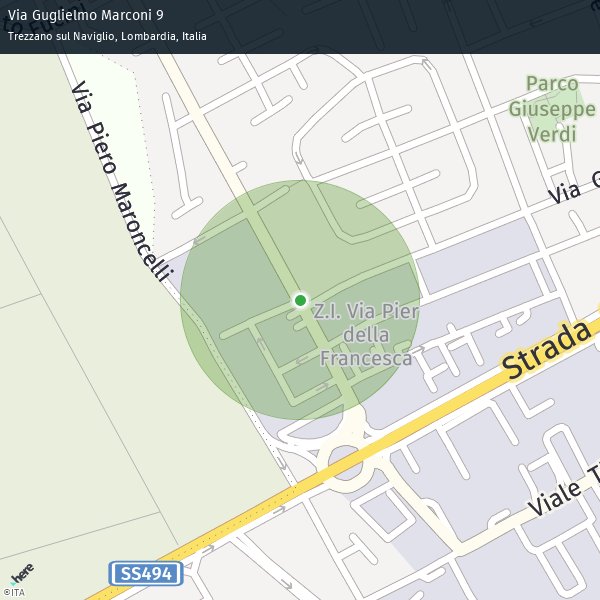 Via Guglielmo Marconi 9
Trezzano sul Naviglio, Lombardia, Italia
Via Piero Maroncelli
Parco
Giuseppe
Verdi
Via G
Z.I. Via Pier
della
Francesca
Strada
Viale T
SS494
here
©ITA